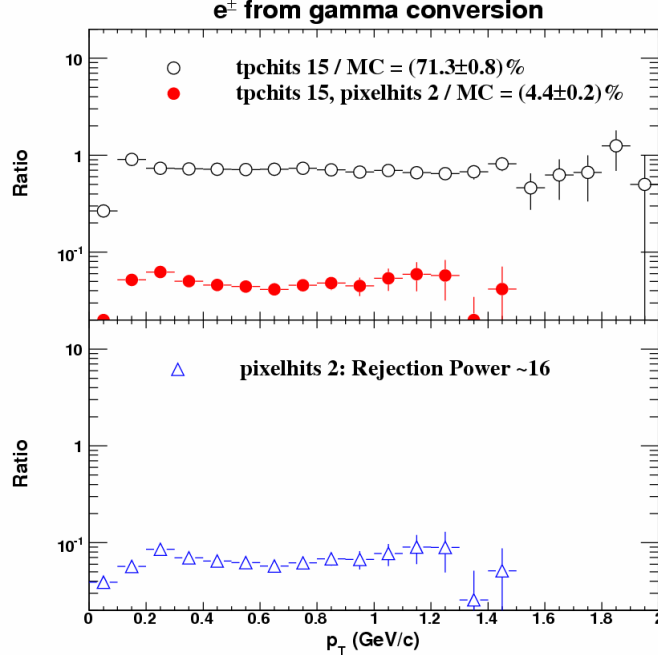 e± from gamma conversion
10
tpchits 15 / MC = (71.3±0.8)%
tpchits 15, pixelhits 2 / MC = (4.4±0.2)%
Ratio
1
10⁻¹
10
pixelhits 2: Rejection Power ~16
Ratio
1
10⁻¹
0 0.2 0.4 0.6 0.8 1 1.2 1.4 1.6 1.8 2
p_T (GeV/c)